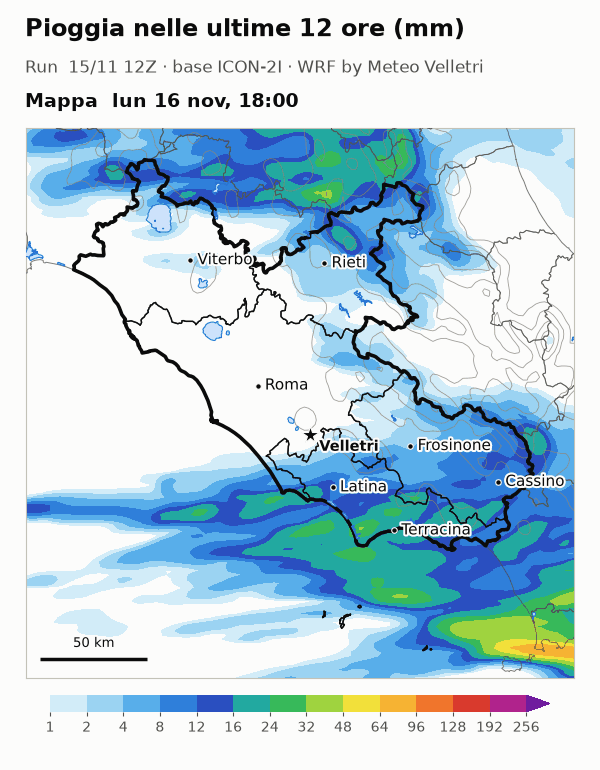 Pioggia nelle ultime 12 ore (mm)
Run  15/11 12Z · base ICON-2I · WRF by Meteo Velletri
Mappa  lun 16 nov, 18:00
Viterbo
Rieti
Roma
Velletri
Frosinone
Cassino
Latina
Terracina
50 km
1 2 4 8 12 16 24 32 48 64 96 128 192 256